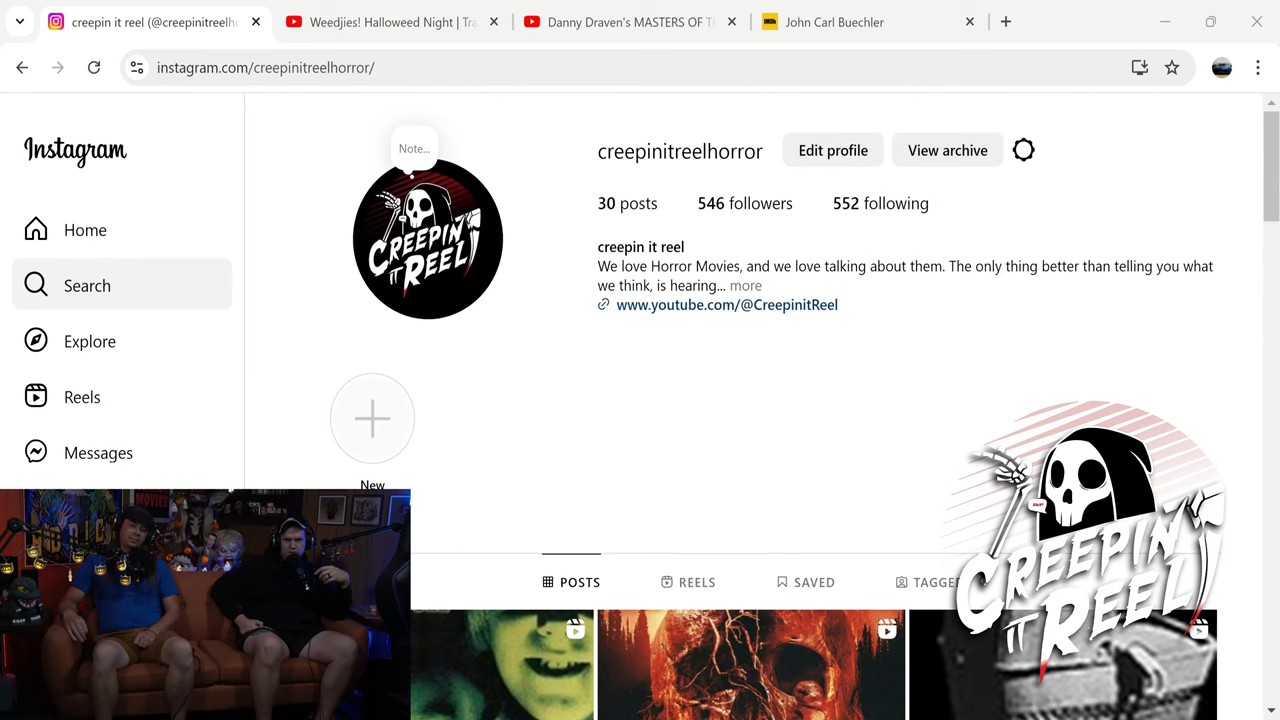 creepin it reel (@creepinitreelh
Weedjies! Halloweed Night | Tra
Danny Draven's MASTERS OF T
IMDb
John Carl Buechler
instagram.com/creepinitreelhorror/
Instagram
Note...
creepinitreelhorror
Edit profile
View archive
30 posts
546 followers
552 following
creepin it reel
We love Horror Movies, and we love talking about them. The only thing better than telling you what
we think, is hearing... more
www.youtube.com/@CreepinitReel
Home
Search
Explore
Reels
Messages
CREEPIN
IT REEL
New
POSTS
REELS
SAVED
TAGGE
CREEPIN
IT REEL
MOVIES